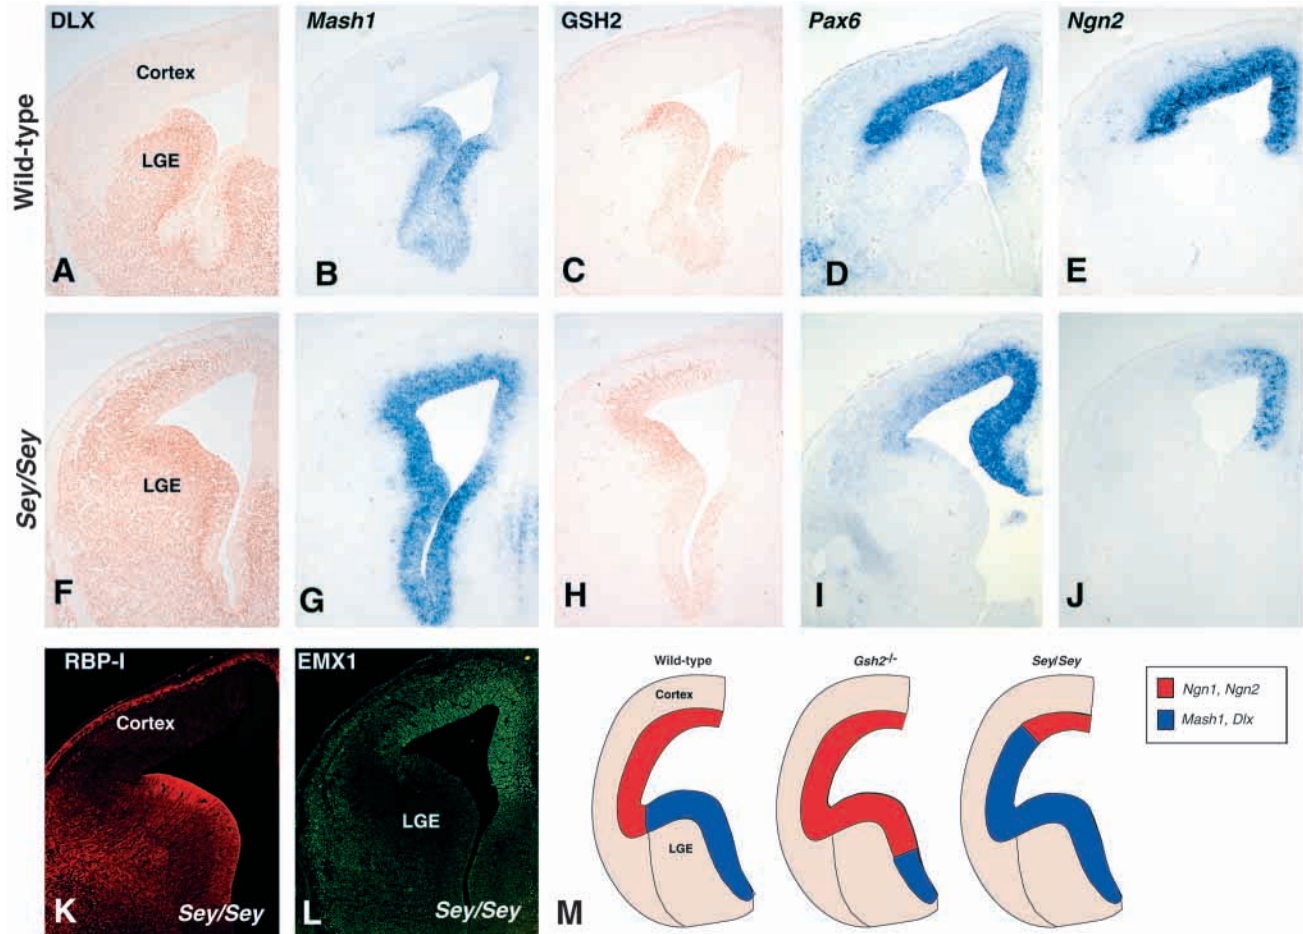 DLX
Mash1
GSH2
Pax6
Ngn2
Wild-type
Cortex
LGE
A
B
C
D
E
Sey/Sey
LGE
F
G
H
I
J
RBP-I
EMX1
Cortex
LGE
K
Sey/Sey
L
Sey/Sey
M
Wild-type
Gsh2-/-
Sey/Sey
Cortex
LGE
Ngn1, Ngn2
Mash1, Dlx